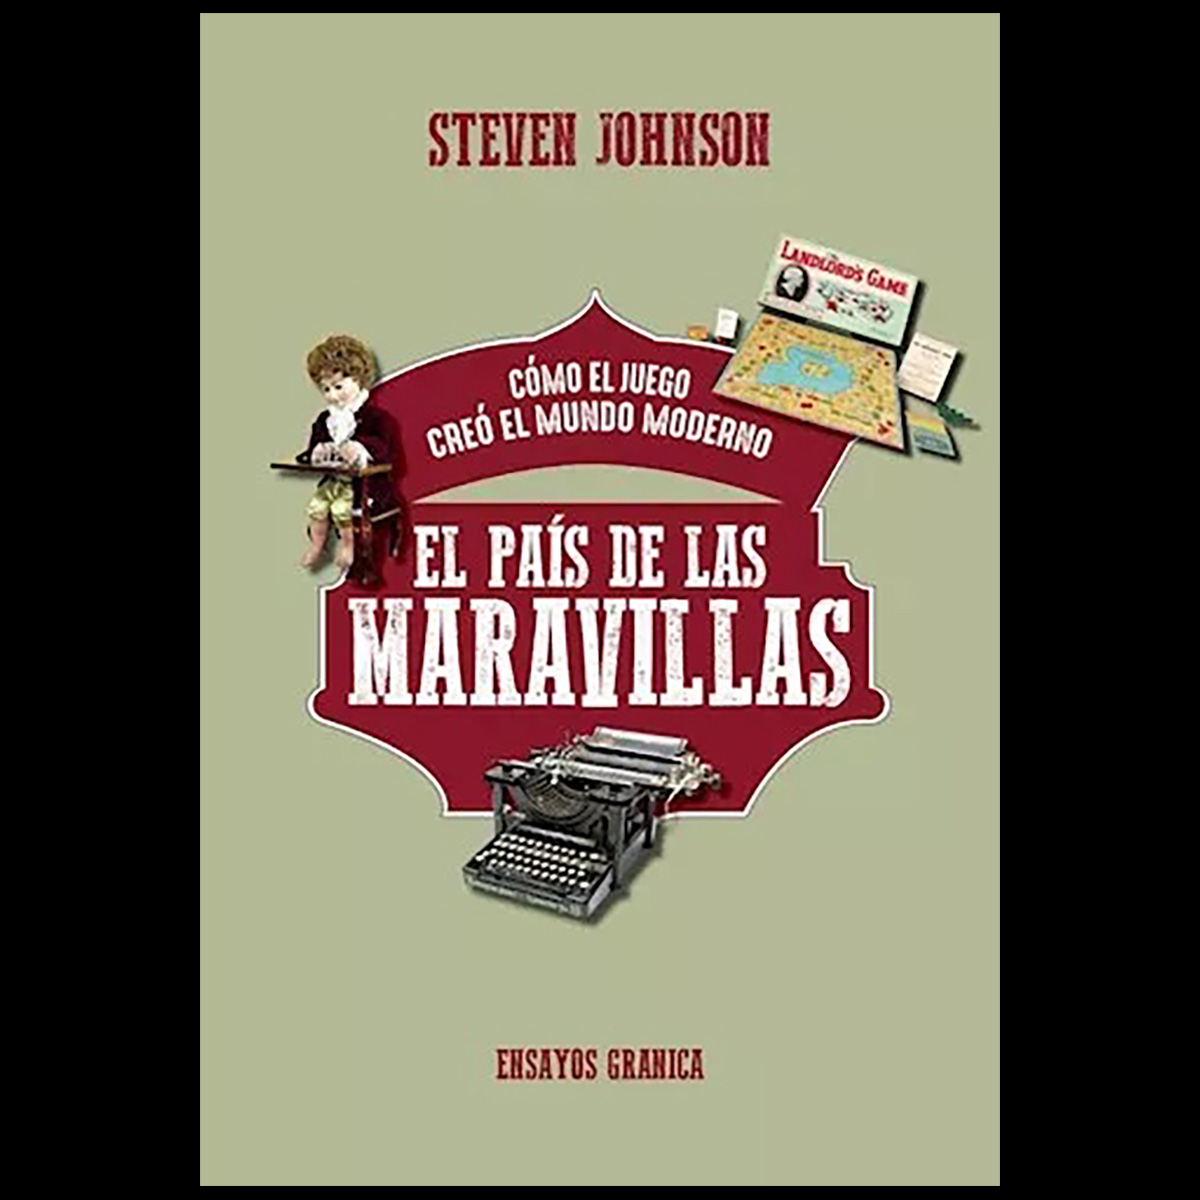 STEVEN JOHNSON
LANDLORD'S GAME
CÓMO EL JUEGO
CREÓ EL MUNDO MODERNO
EL PAÍS DE LAS
MARAVILLAS
ENSAYOS GRANICA